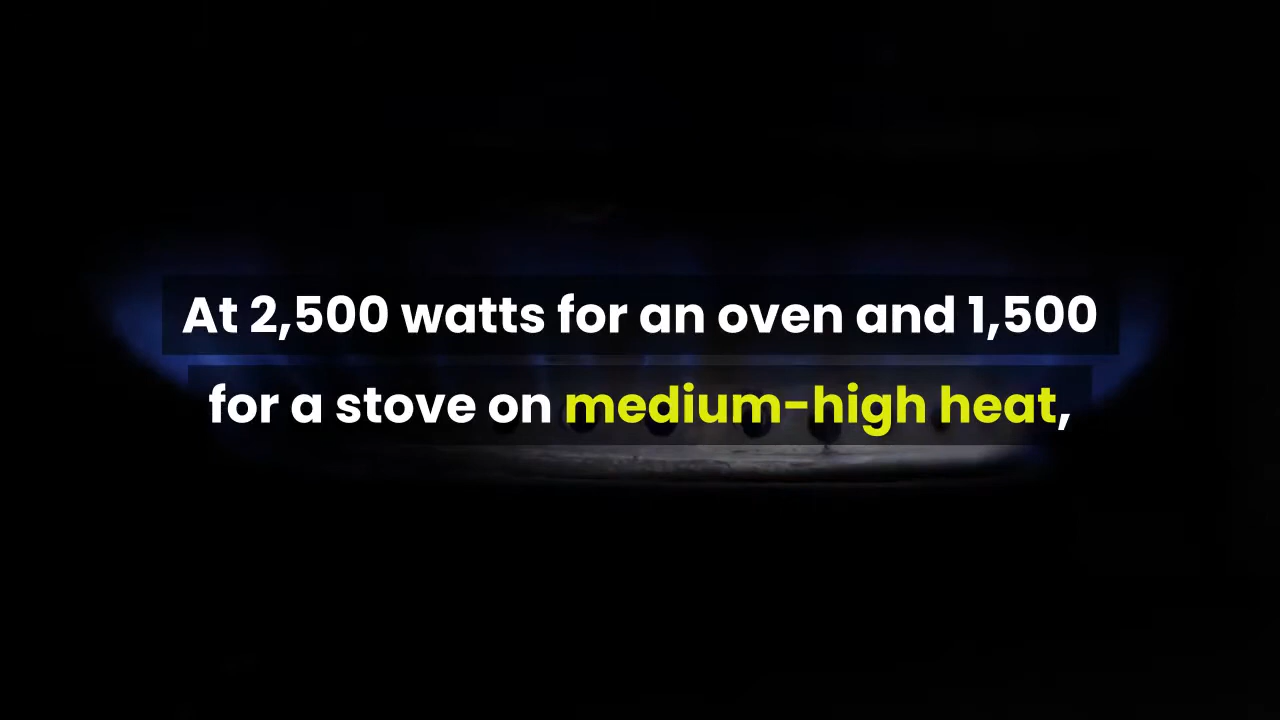 At 2,500 watts for an oven and 1,500
for a stove on medium-high heat,